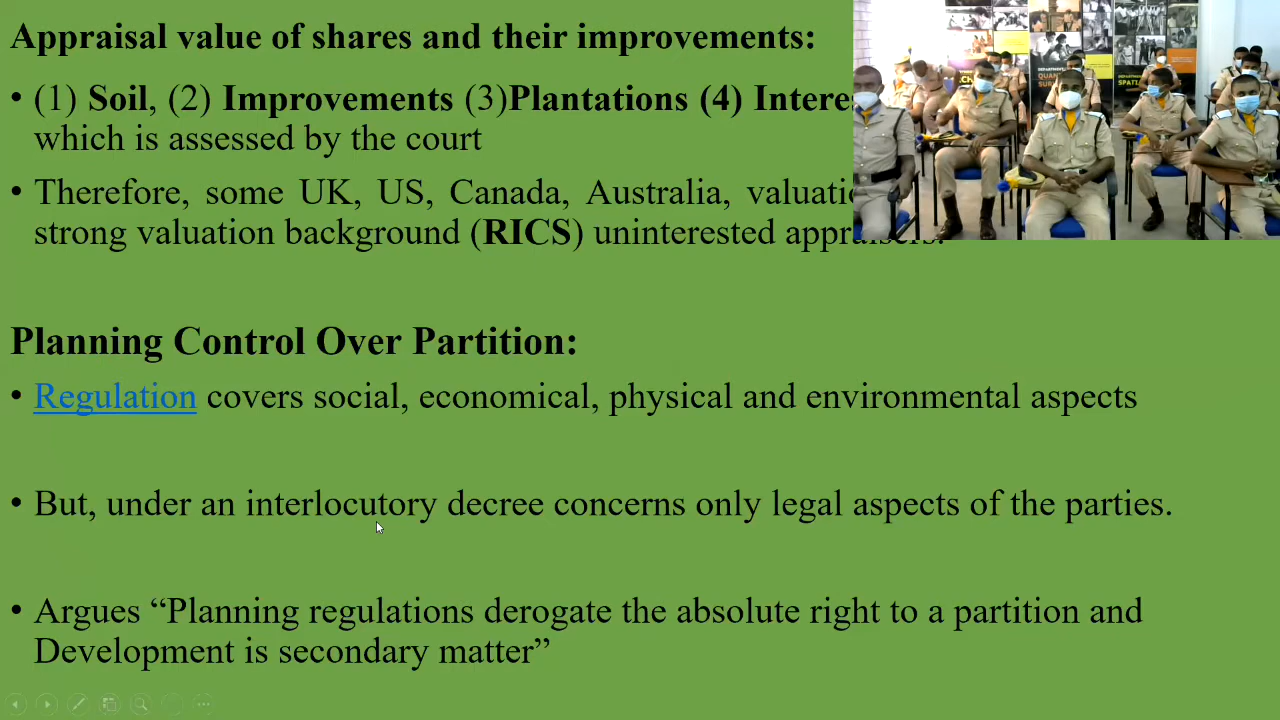 Appraisal value of shares and their improvements:
• (1) Soil, (2) Improvements (3)Plantations (4)
which is assessed by the court
• Therefore, some UK, US, Canada, Australia,
strong valuation background (RICS) uninterested appraisers.
Planning Control Over Partition:
• Regulation covers social, economical, physical and environmental aspects
• But, under an interlocutory decree concerns only legal aspects of the parties.
• Argues “Planning regulations derogate the absolute right to a partition and
Development is secondary matter”